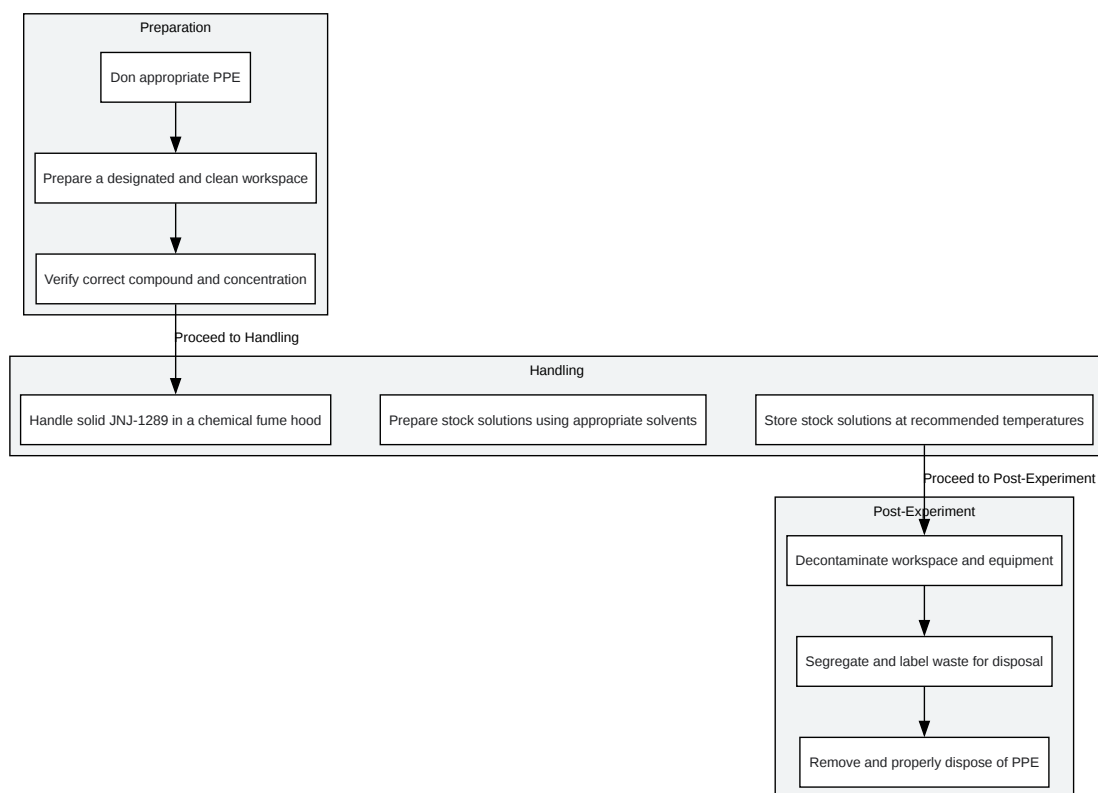 Preparation
Don appropriate PPE
Prepare a designated and clean workspace
Verify correct compound and concentration
Proceed to Handling
Handling
Handle solid JNJ-1289 in a chemical fume hood
Prepare stock solutions using appropriate solvents
Store stock solutions at recommended temperatures
Proceed to Post-Experiment
Post-Experiment
Decontaminate workspace and equipment
Segregate and label waste for disposal
Remove and properly dispose of PPE